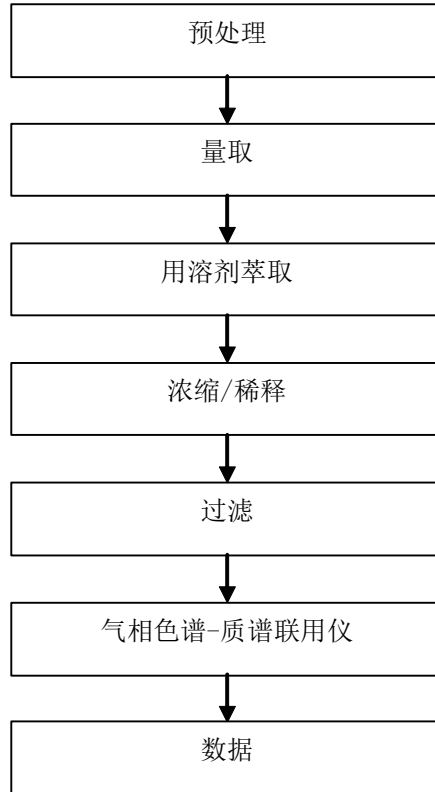 预处理
量取
用溶剂萃取
浓缩/稀释
过滤
气相色谱-质谱联用仪
数据